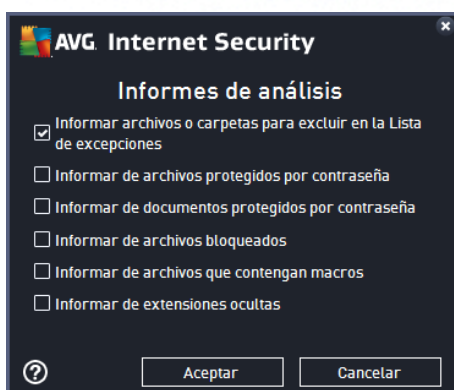 AVG. Internet Security
Informes de análisis
Informar archivos o carpetas para excluir en la Lista
de excepciones
Informar de archivos protegidos por contraseña
Informar de documentos protegidos por contraseña
Informar de archivos bloqueados
Informar de archivos que contengan macros
Informar de extensiones ocultas
Aceptar
Cancelar